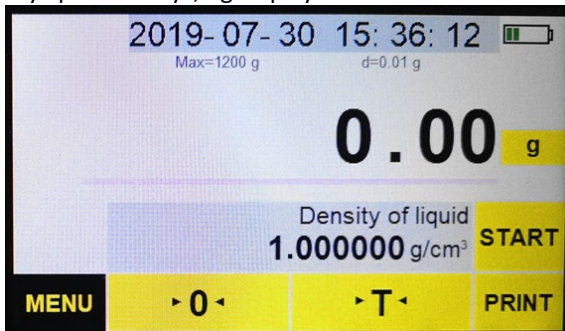 2019-07-30 15:36:12
Max=1200 g d=0.01 g
0.00 g
Density of liquid
1.000000 g/cm³
START
MENU ▸0◂ ▸T◂ PRINT